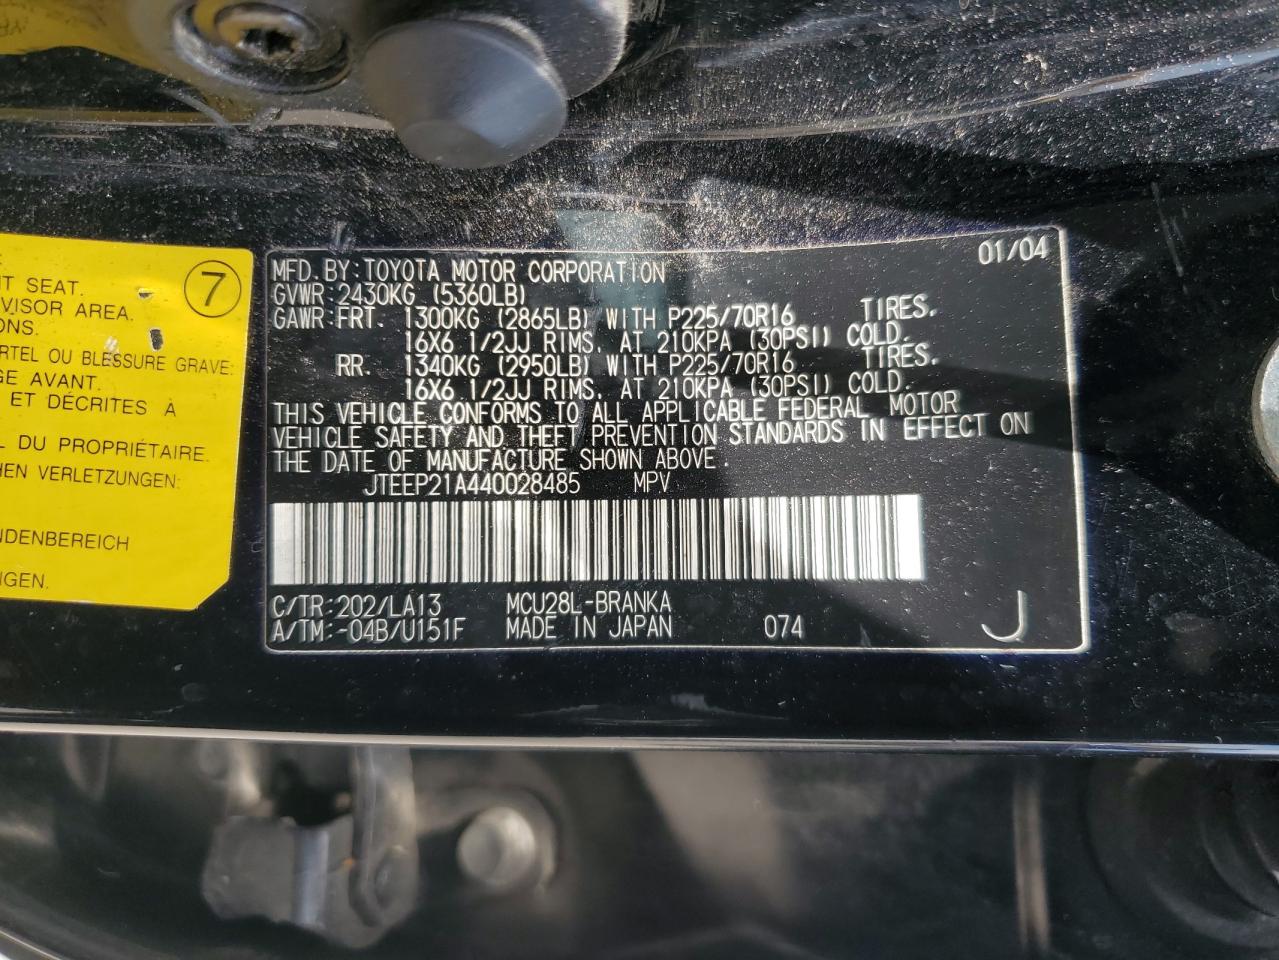 NT SEAT.
VISOR AREA.
ONS.
RTEL OU BLESSURE GRAVE:
GE AVANT.
ET DÉCRITES À
L DU PROPRIÉTAIRE.
CHEN VERLETZUNGEN:
NDENBEREICH
IGEN.
7
01/04
MFD.BY:TOYOTA MOTOR CORPORATION
GVWR:2430KG (5360LB)
GAWR:FRT. 1300KG (2865LB) WITH P225/70R16 TIRES.
16X6 1/2JJ RIMS. AT 210KPA (30PSI) COLD.
RR. 1340KG (2950LB) WITH P225/70R16 TIRES.
16X6 1/2JJ RIMS. AT 210KPA (30PSI) COLD.
THIS VEHICLE CONFORMS TO ALL APPLICABLE FEDERAL MOTOR
VEHICLE SAFETY AND THEFT PREVENTION STANDARDS IN EFFECT ON
THE DATE OF MANUFACTURE SHOWN ABOVE.
JTEEP21A440028485 MPV
C/TR:202/LA13 MCU28L-BRANKA
A/TM:-04B/U151F MADE IN JAPAN 074 J